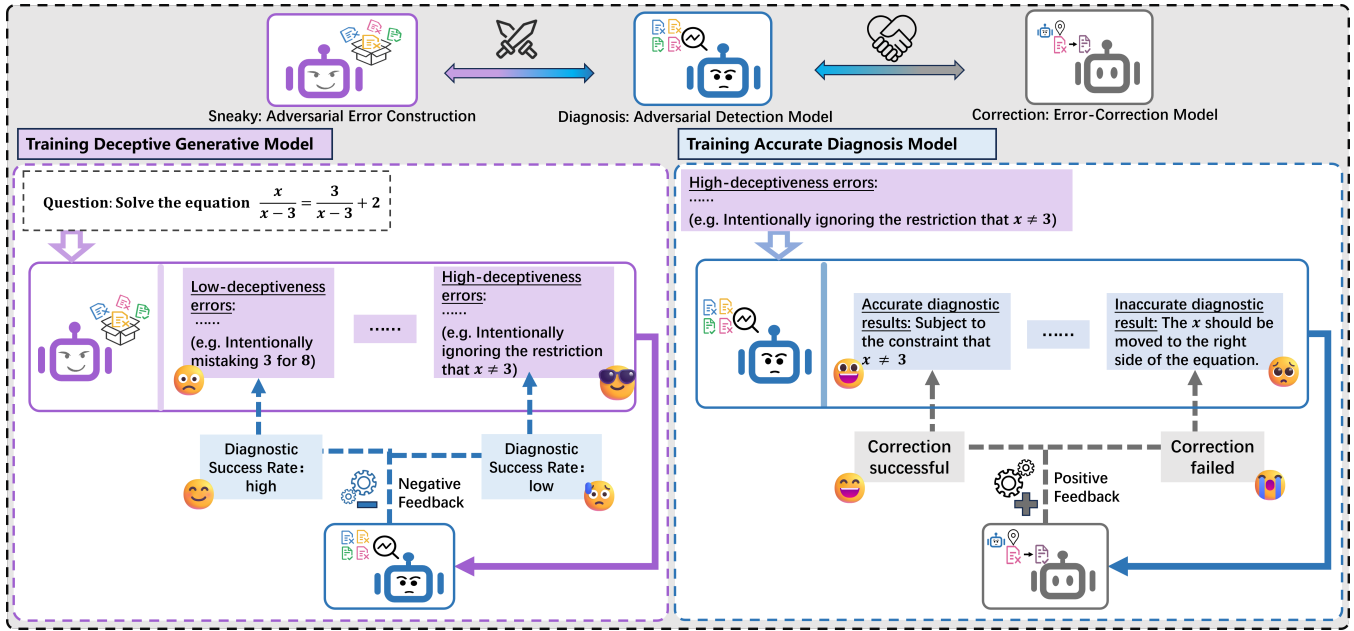 Sneaky: Adversarial Error Construction
Diagnosis: Adversarial Detection Model
Correction: Error-Correction Model
Training Deceptive Generative Model
Question: Solve the equation x/(x − 3) = 3/(x − 3) + 2
Low-deceptiveness
errors:
……
(e.g. Intentionally
mistaking 3 for 8)
……
High-deceptiveness
errors:
……
(e.g. Intentionally
ignoring the restriction
that x ≠ 3)
Diagnostic
Success Rate:
high
Negative
Feedback
Diagnostic
Success Rate:
low
Training Accurate Diagnosis Model
High-deceptiveness errors:
……
(e.g. Intentionally ignoring the restriction that x ≠ 3)
Accurate diagnostic
results: Subject to
the constraint that
x ≠ 3
……
Inaccurate diagnostic
result: The x should be
moved to the right
side of the equation.
Correction
successful
Positive
Feedback
Correction
failed